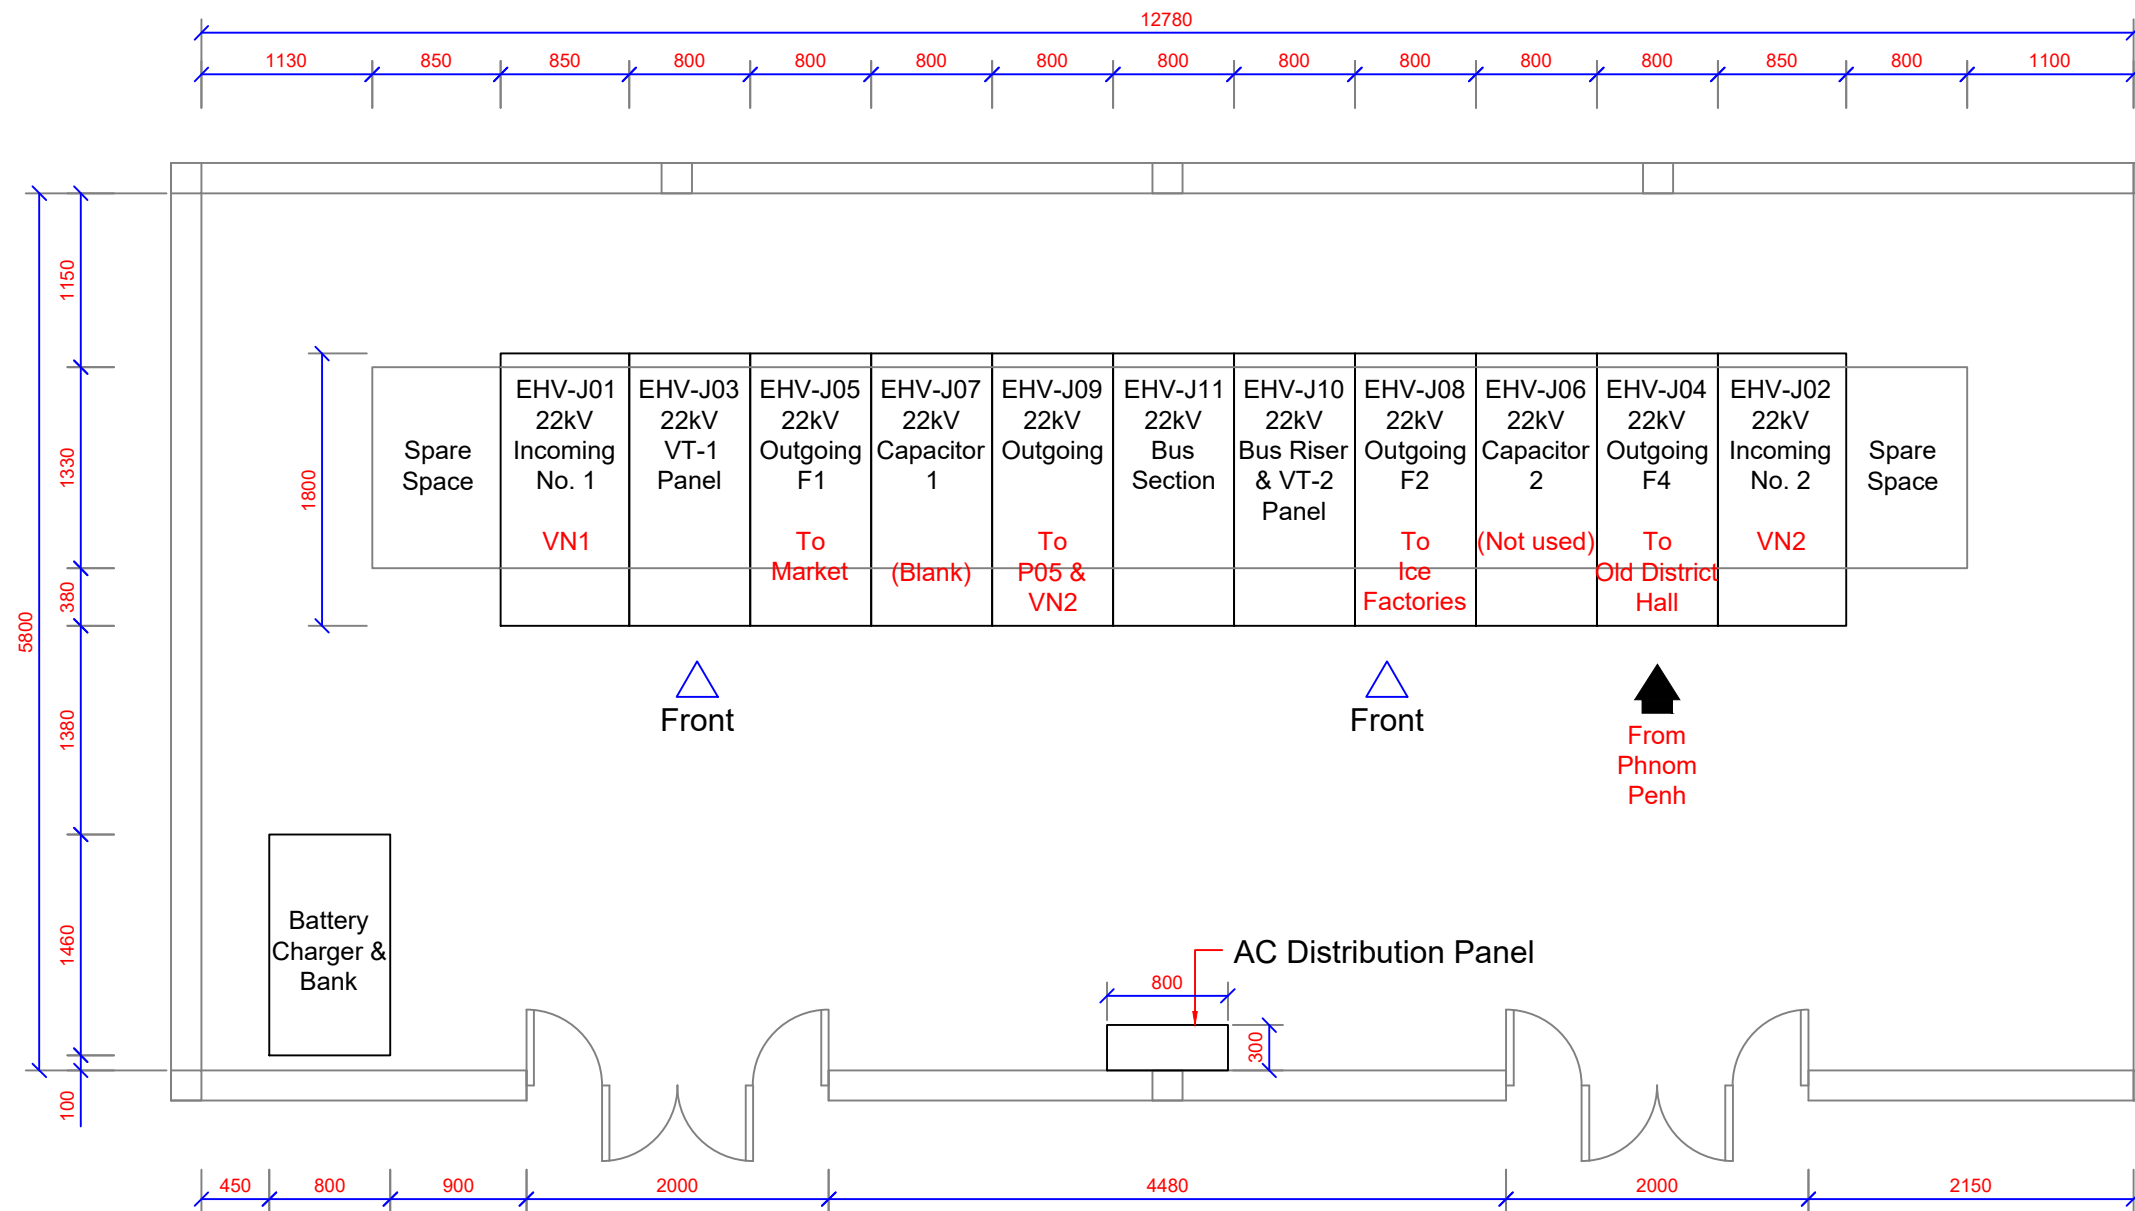 12780
1130 850 850 800 800 800 800 800 800 800 800 800 850 800 1100
5800
1150
1330
380
1380
1460
100
1800
Spare
Space
EHV-J01
22kV
Incoming
No. 1
VN1
EHV-J03
22kV
VT-1
Panel
EHV-J05
22kV
Outgoing
F1
To
Market
EHV-J07
22kV
Capacitor
1
(Blank)
EHV-J09
22kV
Outgoing
To
P05 &
VN2
EHV-J11
22kV
Bus
Section
EHV-J10
22kV
Bus Riser
& VT-2
Panel
EHV-J08
22kV
Outgoing
F2
To
Ice
Factories
EHV-J06
22kV
Capacitor
2
(Not used)
EHV-J04
22kV
Outgoing
F4
To
Old District
Hall
EHV-J02
22kV
Incoming
No. 2
VN2
Spare
Space
Front
Front
From
Phnom
Penh
Battery
Charger &
Bank
AC Distribution Panel
800
300
450 800 900 2000 4480 2000 2150